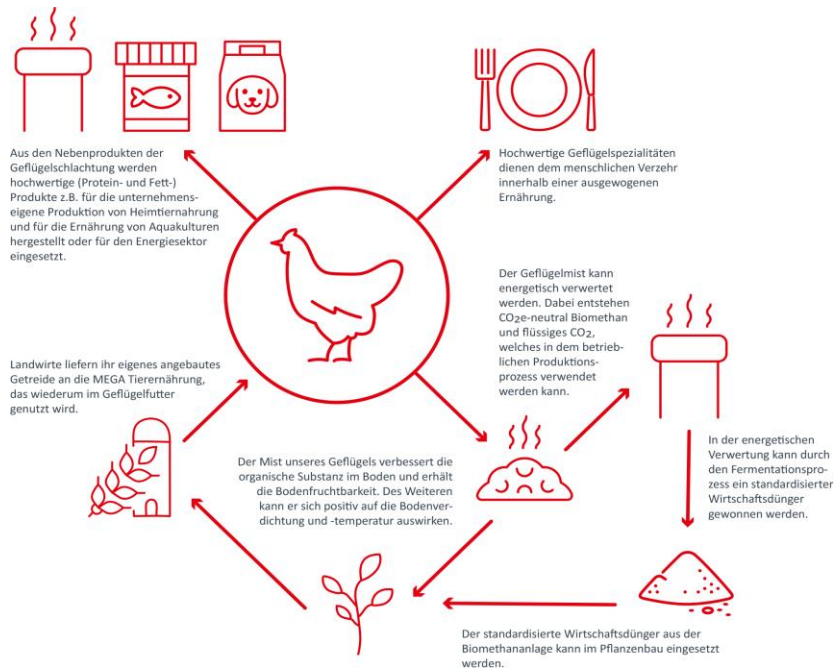 Aus den Nebenprodukten der
Geflügelschlachtung werden
hochwertige (Protein- und Fett-)
Produkte z.B. für die unternehmens-
eigene Produktion von Heimtiernahrung
und für die Ernährung von Aquakulturen
hergestellt oder für den Energiesektor
eingesetzt.
Hochwertige Geflügelspezialitäten
dienen dem menschlichen Verzehr
innerhalb einer ausgewogenen
Ernährung.
Der Geflügelmist kann
energetisch verwertet
werden. Dabei entstehen
CO2e-neutral Biomethan
und flüssiges CO2,
welches in dem betrieb-
lichen Produktions-
prozess verwendet
werden kann.
Landwirte liefern ihr eigenes angebautes
Getreide an die MEGA Tierernährung,
das wiederum im Geflügelfutter
genutzt wird.
In der energetischen
Verwertung kann durch
den Fermentationspro-
zess ein standardisierter
Wirtschaftsdünger
gewonnen werden.
Der Mist unseres Geflügels verbessert die
organische Substanz im Boden und erhält
die Bodenfruchtbarkeit. Des Weiteren
kann er sich positiv auf die Bodenver-
dichtung und -temperatur auswirken.
Der standardisierte Wirtschaftsdünger aus der
Biomethananlage kann im Pflanzenbau eingesetzt
werden.